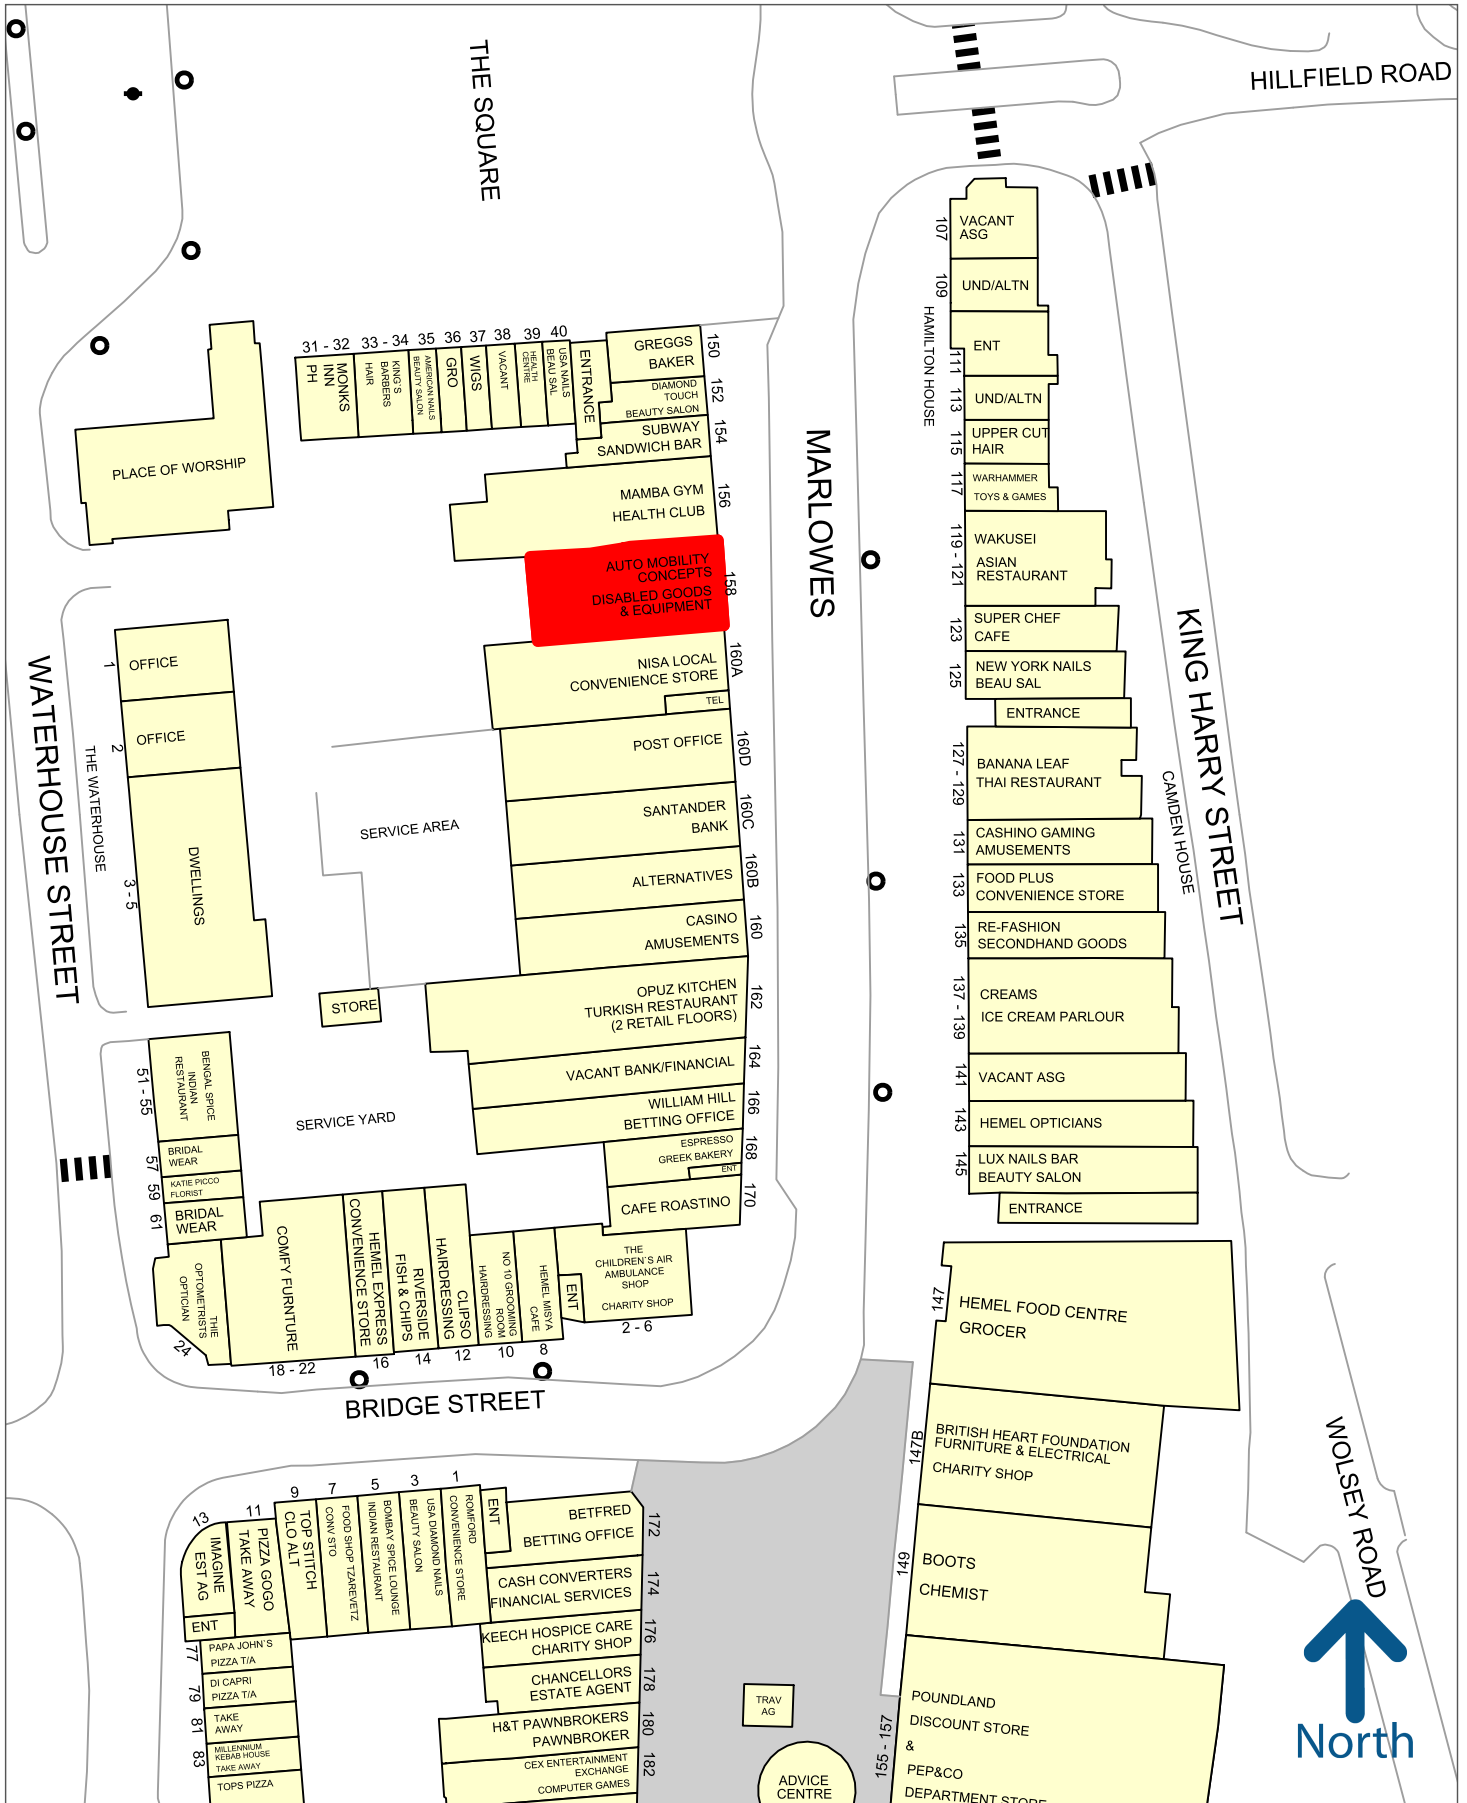 THE SQUARE
HILLFIELD ROAD
MARLOWES
KING HARRY STREET
WATERHOUSE STREET
BRIDGE STREET
WOLSEY ROAD
HAMILTON HOUSE
CAMDEN HOUSE
THE WATERHOUSE
PLACE OF WORSHIP
31 - 32
MONKS
INN
PH
33 - 34
KING'S
BARBERS
HAIR
35
AMERICAN NAILS
BEAUTY SALON
36
GRO
37
WIGS
38
VACANT
39
HEALTH
CENTRE
40
USA NAILS
BEAU SAL
ENTRANCE
GREGGS
BAKER
150
DIAMOND
TOUCH
BEAUTY SALON
152
SUBWAY
SANDWICH BAR
154
MAMBA GYM
HEALTH CLUB
156
AUTO MOBILITY
CONCEPTS
DISABLED GOODS
& EQUIPMENT
158
NISA LOCAL
CONVENIENCE STORE
160A
TEL
POST OFFICE
160D
SANTANDER
BANK
160C
ALTERNATIVES
160B
CASINO
AMUSEMENTS
160
OPUZ KITCHEN
TURKISH RESTAURANT
(2 RETAIL FLOORS)
162
VACANT BANK/FINANCIAL
164
WILLIAM HILL
BETTING OFFICE
166
ESPRESSO
GREEK BAKERY
168
ENT
CAFE ROASTINO
170
THE
CHILDREN'S AIR
AMBULANCE
SHOP
CHARITY SHOP
2 - 6
ENT
HEMEL MISYA
CAFE
8
NO 10 GROOMING
ROOM
HAIRDRESSING
10
CLIPSO
HAIRDRESSING
12
RIVERSIDE
FISH & CHIPS
14
HEMEL EXPRESS
CONVENIENCE STORE
16
COMFY FURNTURE
18 - 22
THIE
OPTOMETRISTS
OPTICIAN
24
BRIDAL
WEAR
61
KATIE PICCO
FLORIST
59
BRIDAL
WEAR
57
BENGAL SPICE
INDIAN
RESTAURANT
51 - 55
SERVICE YARD
STORE
SERVICE AREA
OFFICE
1
OFFICE
2
DWELLINGS
3 - 5
107
VACANT
ASG
109
UND/ALTN
111
ENT
113
UND/ALTN
115
UPPER CUT
HAIR
117
WARHAMMER
TOYS & GAMES
119 - 121
WAKUSEI
ASIAN
RESTAURANT
123
SUPER CHEF
CAFE
125
NEW YORK NAILS
BEAU SAL
ENTRANCE
127 - 129
BANANA LEAF
THAI RESTAURANT
131
CASHINO GAMING
AMUSEMENTS
133
FOOD PLUS
CONVENIENCE STORE
135
RE-FASHION
SECONDHAND GOODS
137 - 139
CREAMS
ICE CREAM PARLOUR
141
VACANT ASG
143
HEMEL OPTICIANS
145
LUX NAILS BAR
BEAUTY SALON
ENTRANCE
147
HEMEL FOOD CENTRE
GROCER
147B
BRITISH HEART FOUNDATION
FURNITURE & ELECTRICAL
CHARITY SHOP
149
BOOTS
CHEMIST
155 - 157
POUNDLAND
DISCOUNT STORE
&
PEP&CO
DEPARTMENT STORE
13
IMAGINE
EST AG
ENT
11
PIZZA GOGO
TAKE AWAY
9
TOP STITCH
CLO ALT
7
FOOD SHOP TZAREVETZ
CONV STO
5
BOMBAY SPICE LOUNGE
INDIAN RESTAURANT
3
USA DIAMOND NAILS
BEAUTY SALON
1
ROMFORD
CONVENIENCE STORE
ENT
BETFRED
BETTING OFFICE
172
CASH CONVERTERS
FINANCIAL SERVICES
174
KEECH HOSPICE CARE
CHARITY SHOP
176
CHANCELLORS
ESTATE AGENT
178
H&T PAWNBROKERS
PAWNBROKER
180
CEX ENTERTAINMENT
EXCHANGE
COMPUTER GAMES
182
77
PAPA JOHN'S
PIZZA T/A
79
DI CAPRI
PIZZA T/A
81
TAKE
AWAY
83
MILLENNIUM
KEBAB HOUSE
TAKE AWAY
TOPS PIZZA
TRAV
AG
ADVICE
CENTRE
North